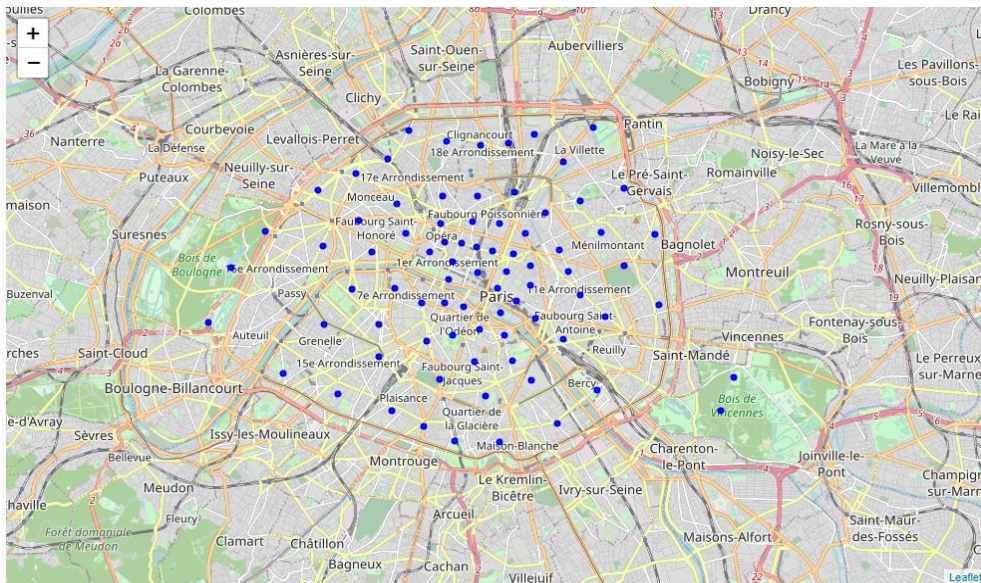 Colombes
Drancy
+
−
Asnières-sur-
Seine
Saint-Ouen-
sur-Seine
Aubervilliers
Les Pavillons-
sous-Bois
La Garenne-
Colombes
Bobigny
Clichy
Courbevoie
Levallois-Perret
Pantin
Nanterre
La Défense
Clignancourt
18e Arrondissement
La Villette
Noisy-le-Sec
La Mare à la
Veuve
Puteaux
Neuilly-sur-
Seine
17e Arrondissement
Le Pré-Saint-
Gervais
Romainville
Villemomble
Monceau
Suresnes
Faubourg Saint-
Honoré
Faubourg Poissonnière
Opéra
Ménilmontant
Bagnolet
Rosny-sous-
Bois
Bois de
Boulogne
1er Arrondissement
Montreuil
Neuilly-Plaisance
Buzenval
Passy
7e Arrondissement
Paris
11e Arrondissement
Quartier de
l'Odéon
Faubourg Saint-
Antoine
Fontenay-sous-
Bois
Auteuil
Grenelle
Reuilly
Vincennes
Saint-Cloud
15e Arrondissement
Saint-Mandé
Le Perreux-
sur-Marne
Boulogne-Billancourt
Faubourg Saint-
Jacques
Bercy
Plaisance
Bois de
Vincennes
Quartier de
la Glacière
Sèvres
Issy-les-Moulineaux
Maison-Blanche
Bellevue
Montrouge
Charenton-
le-Pont
Joinville-le-
Pont
Le Kremlin-
Bicêtre
Meudon
Ivry-sur-Seine
Fleury
Arcueil
Saint-Maur-
des-Fossés
Forêt domaniale
de Meudon
Clamart
Châtillon
Maisons-Alfort
Bagneux
Cachan
Villejuif
Leaflet